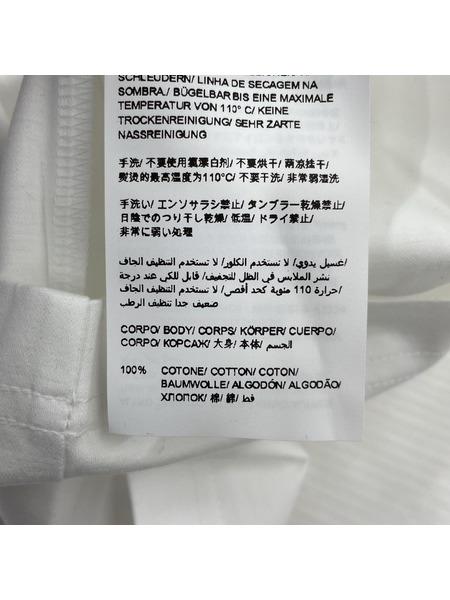 SCHLEUDERN/ LINHA DE SECAGEM NA
SOMBRA./ BÜGELBAR BIS EINE MAXIMALE
TEMPERATUR VON 110° C/ KEINE
TROCKENREINIGUNG/ SEHR ZARTE
NASSREINIGUNG
手洗/ 不要使用氯漂白剂/ 不要烘干/ 荫凉挂干/
熨烫的最高温度为110°C/ 不要干洗/ 非常弱湿洗
手洗い/ エンソサラシ禁止/ タンブラー乾燥禁止/
日陰でのつり干し乾燥/ 低温/ ドライ禁止/
非常に弱い処理
غسيل يدوي/ لا تستخدم الكلور/ لا تستخدم التنظيف الجاف/
نشر الملابس في الظل للتجفيف/ قابل للكي عند درجة
حرارة 110 مئوية كحد أقصى/ لا تستخدم التنظيف الجاف/
ضعيف جدا تنظيف الرطب
CORPO/ BODY/ CORPS/ KÖRPER/ CUERPO/
CORPO/ КОРСАЖ/ 大身/ 本体/ الجسم/
100% COTONE/ COTTON/ COTON/
BAUMWOLLE/ ALGODÓN/ ALGODÃO/
ХЛОПОК/ 棉/ 綿/ قط/